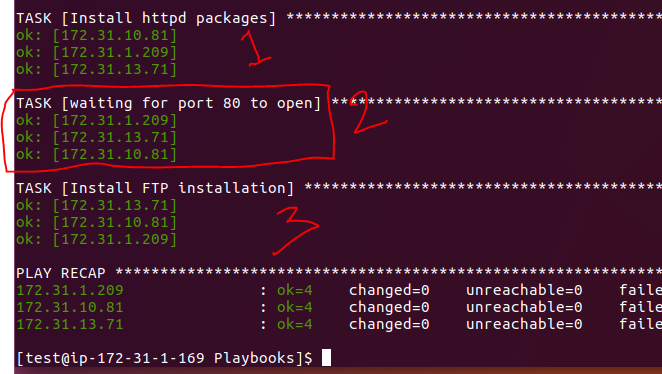 TASK [Install httpd packages] ******************************************
ok: [172.31.10.81]
1
ok: [172.31.1.209]
ok: [172.31.13.71]
TASK [waiting for port 80 to open] *************************************
2
ok: [172.31.1.209]
ok: [172.31.13.71]
ok: [172.31.10.81]
TASK [Install FTP installation] ****************************************
ok: [172.31.13.71]
ok: [172.31.10.81]
3
ok: [172.31.1.209]
PLAY RECAP *************************************************************
172.31.1.209 : ok=4 changed=0 unreachable=0 faile
172.31.10.81 : ok=4 changed=0 unreachable=0 faile
172.31.13.71 : ok=4 changed=0 unreachable=0 faile
[test@ip-172-31-1-169 Playbooks]$